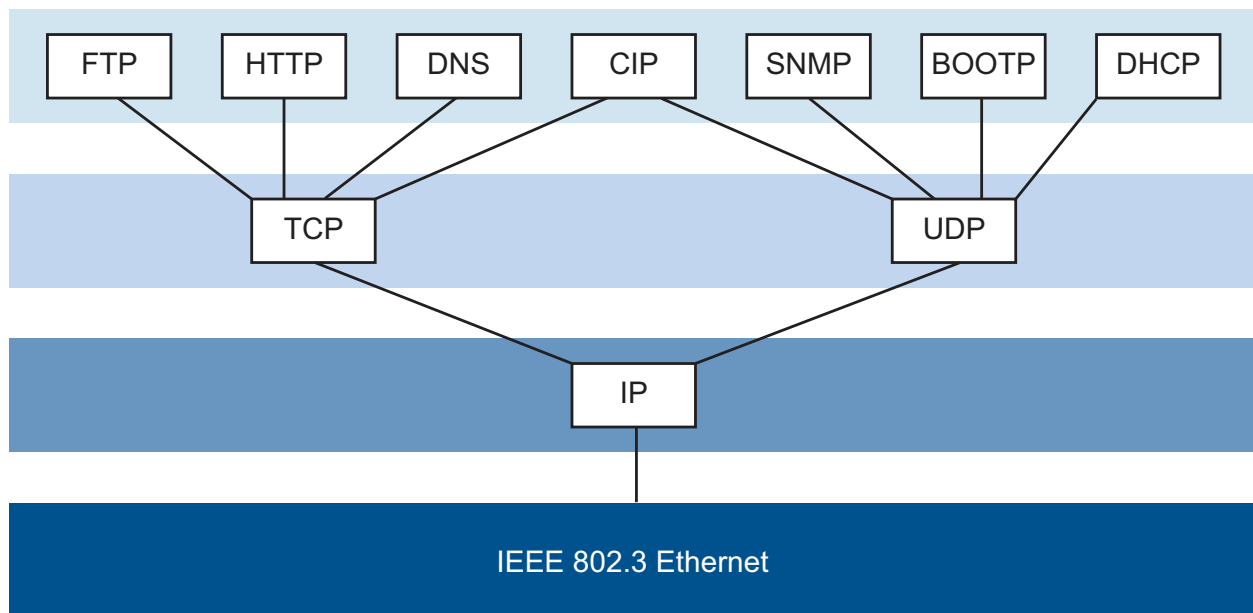 FTP
HTTP
DNS
CIP
SNMP
BOOTP
DHCP
TCP
UDP
IP
IEEE 802.3 Ethernet